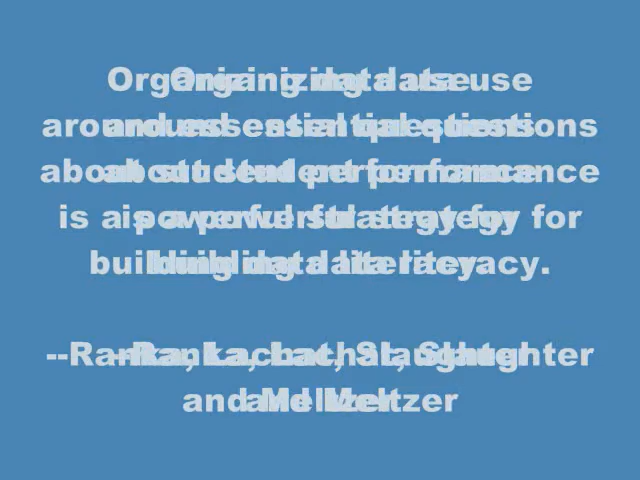 Organizing data use
around essential questions
about student performance
is a powerful strategy for
building data literacy.
--Ranka, Lachat, Slaughter
and Meltzer